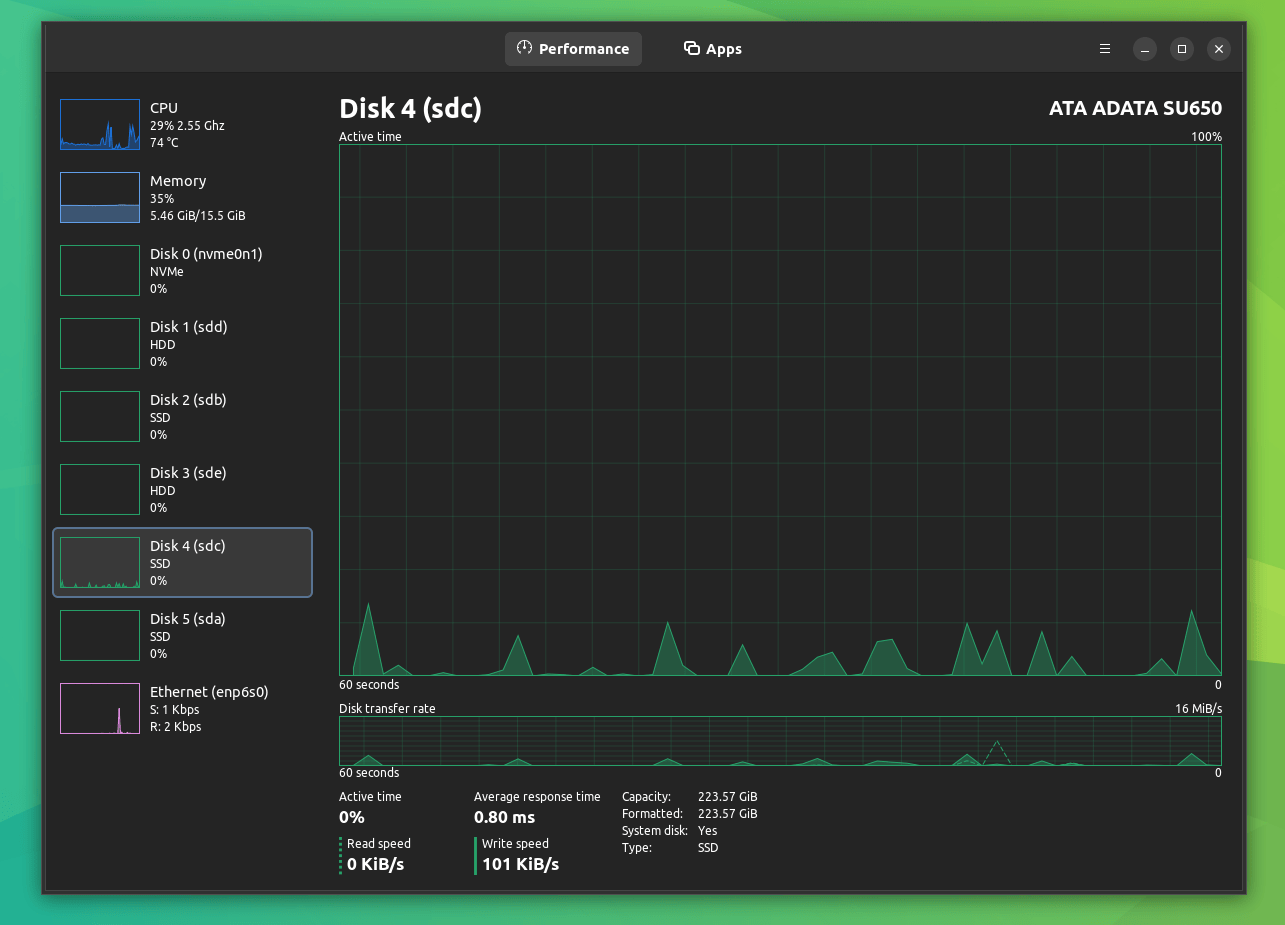 Performance
Apps
CPU
29% 2.55 Ghz
74 °C
Memory
35%
5.46 GiB/15.5 GiB
Disk 0 (nvme0n1)
NVMe
0%
Disk 1 (sdd)
HDD
0%
Disk 2 (sdb)
SSD
0%
Disk 3 (sde)
HDD
0%
Disk 4 (sdc)
SSD
0%
Disk 5 (sda)
SSD
0%
Ethernet (enp6s0)
S: 1 Kbps
R: 2 Kbps
Disk 4 (sdc) ATA ADATA SU650
Active time 100%
60 seconds 0
Disk transfer rate 16 MiB/s
60 seconds 0
Active time
0%
Average response time
0.80 ms
Read speed
0 KiB/s
Write speed
101 KiB/s
Capacity: 223.57 GiB
Formatted: 223.57 GiB
System disk: Yes
Type: SSD